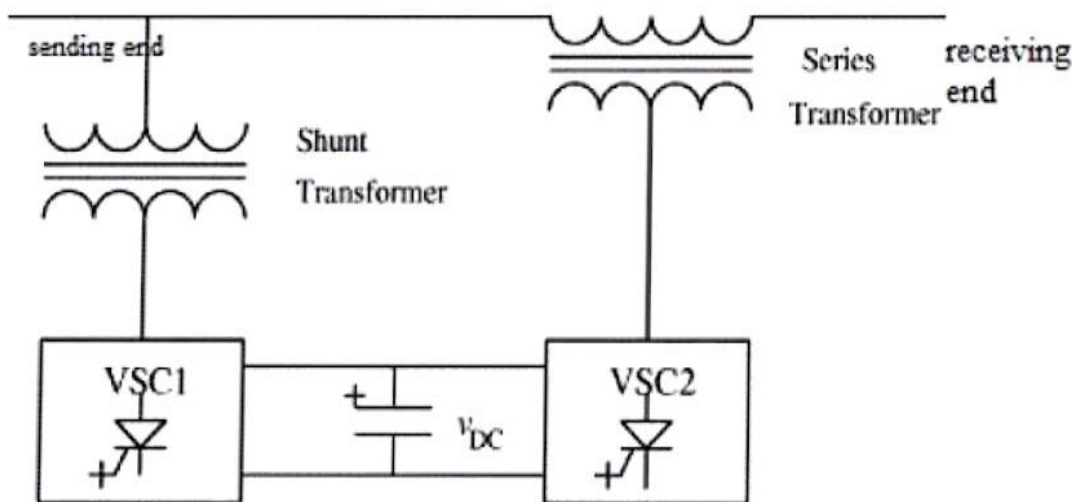 sending end
Series
Transformer
receiving
end
Shunt
Transformer
VSC1
+
vDC
VSC2